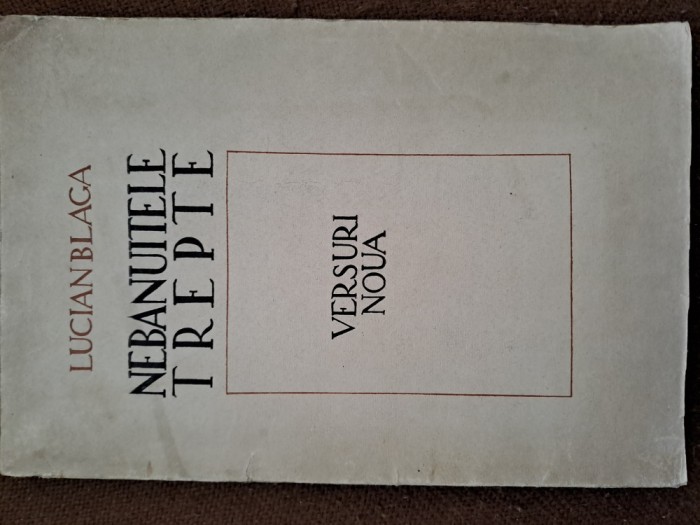 LUCIAN BLAGA
NEBANUITELE
TREPTE
VERSURI
NOUA